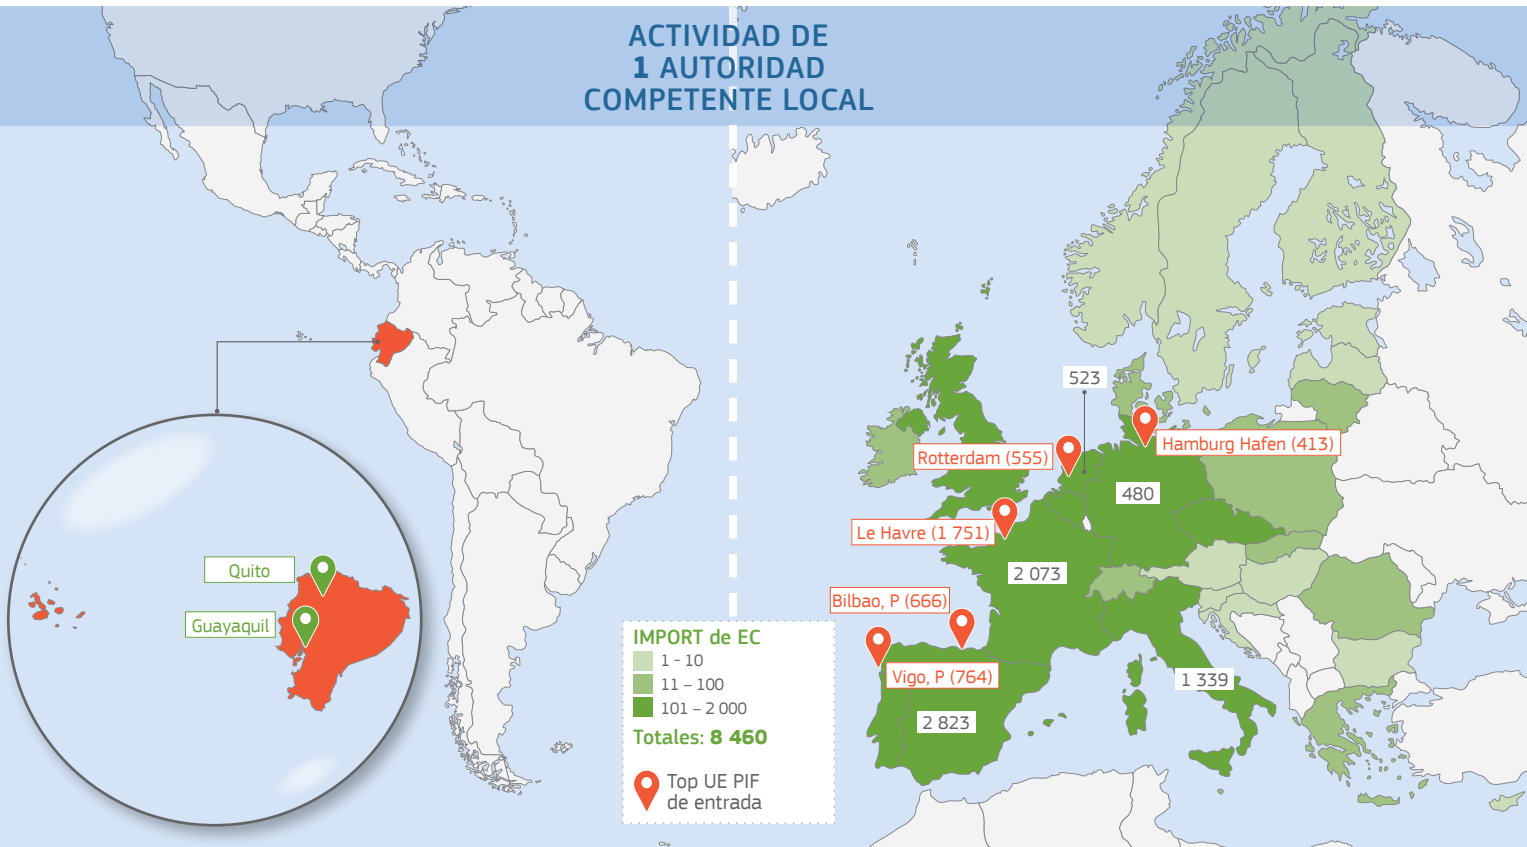 ACTIVIDAD DE
1 AUTORIDAD
COMPETENTE LOCAL
523
Hamburg Hafen (413)
Rotterdam (555)
480
Le Havre (1 751)
2 073
Quito
Bilbao, P (666)
Guayaquil
IMPORT de EC
1 - 10
11 – 100
101 – 2 000
Totales: 8 460
Top UE PIF
de entrada
Vigo, P (764)
1 339
2 823